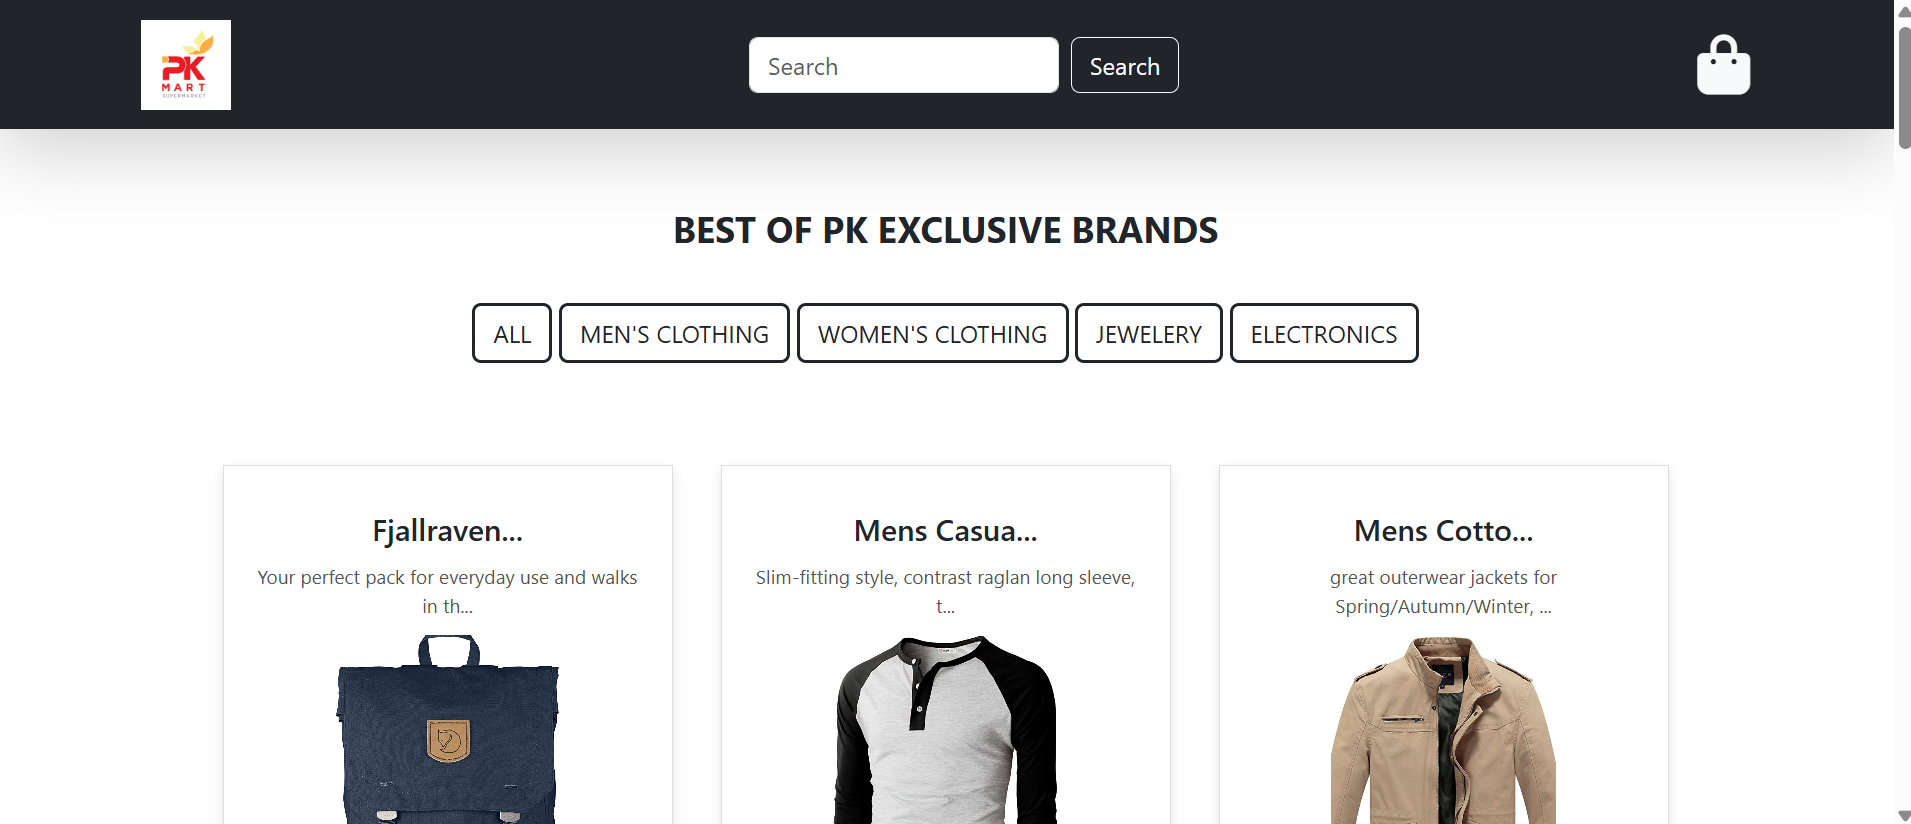 PK
MART
SUPERMARKET
Search
Search
BEST OF PK EXCLUSIVE BRANDS
ALL
MEN'S CLOTHING
WOMEN'S CLOTHING
JEWELERY
ELECTRONICS
Fjallraven...
Your perfect pack for everyday use and walks
in th...
Mens Casua...
Slim-fitting style, contrast raglan long sleeve,
t...
Mens Cotto...
great outerwear jackets for
Spring/Autumn/Winter, ...